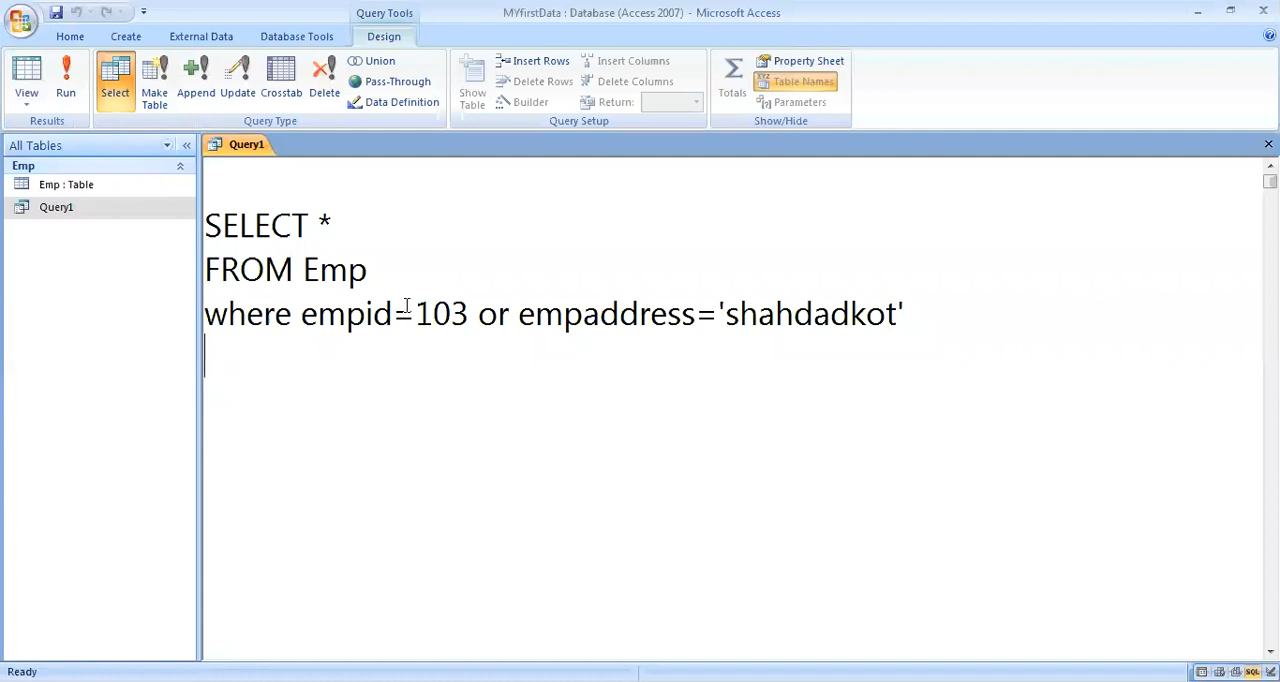 Query Tools
MYfirstData : Database (Access 2007) - Microsoft Access
Home Create External Data Database Tools Design
View Run
Results
Select Make Table Append Update Crosstab Delete
Union
Pass-Through
Data Definition
Query Type
Show Table
Insert Rows
Delete Rows
Builder
Insert Columns
Delete Columns
Return:
Query Setup
Totals
Property Sheet
Table Names
Parameters
Show/Hide
All Tables
Emp
Emp : Table
Query1
Query1
SELECT *
FROM Emp
where empid=103 or empaddress='shahdadkot'
Ready
SQL